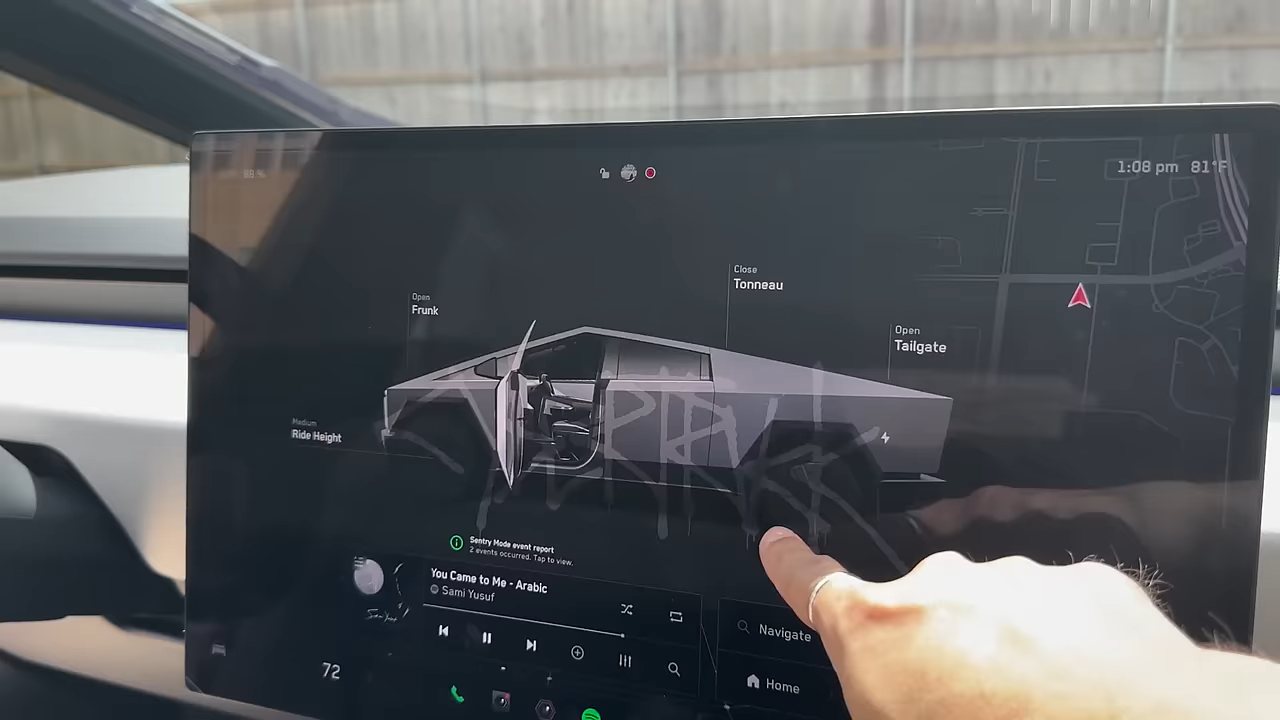 1:08 pm 81°F
Close
Tonneau
Open
Frunk
Open
Tailgate
Medium
Ride Height
Sentry Mode event report
2 events occurred. Tap to view.
You Came to Me - Arabic
Sami Yusuf
Navigate
Home
72